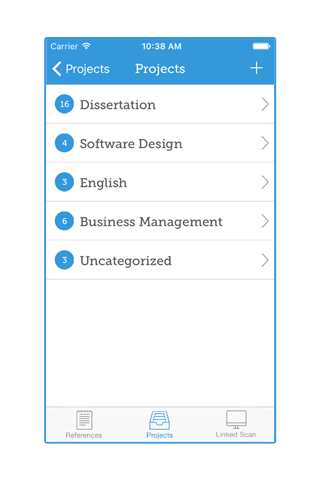 Carrier 10:38 AM
Projects Projects +
16 Dissertation
4 Software Design
3 English
6 Business Management
3 Uncategorized
References Projects Linked Scan